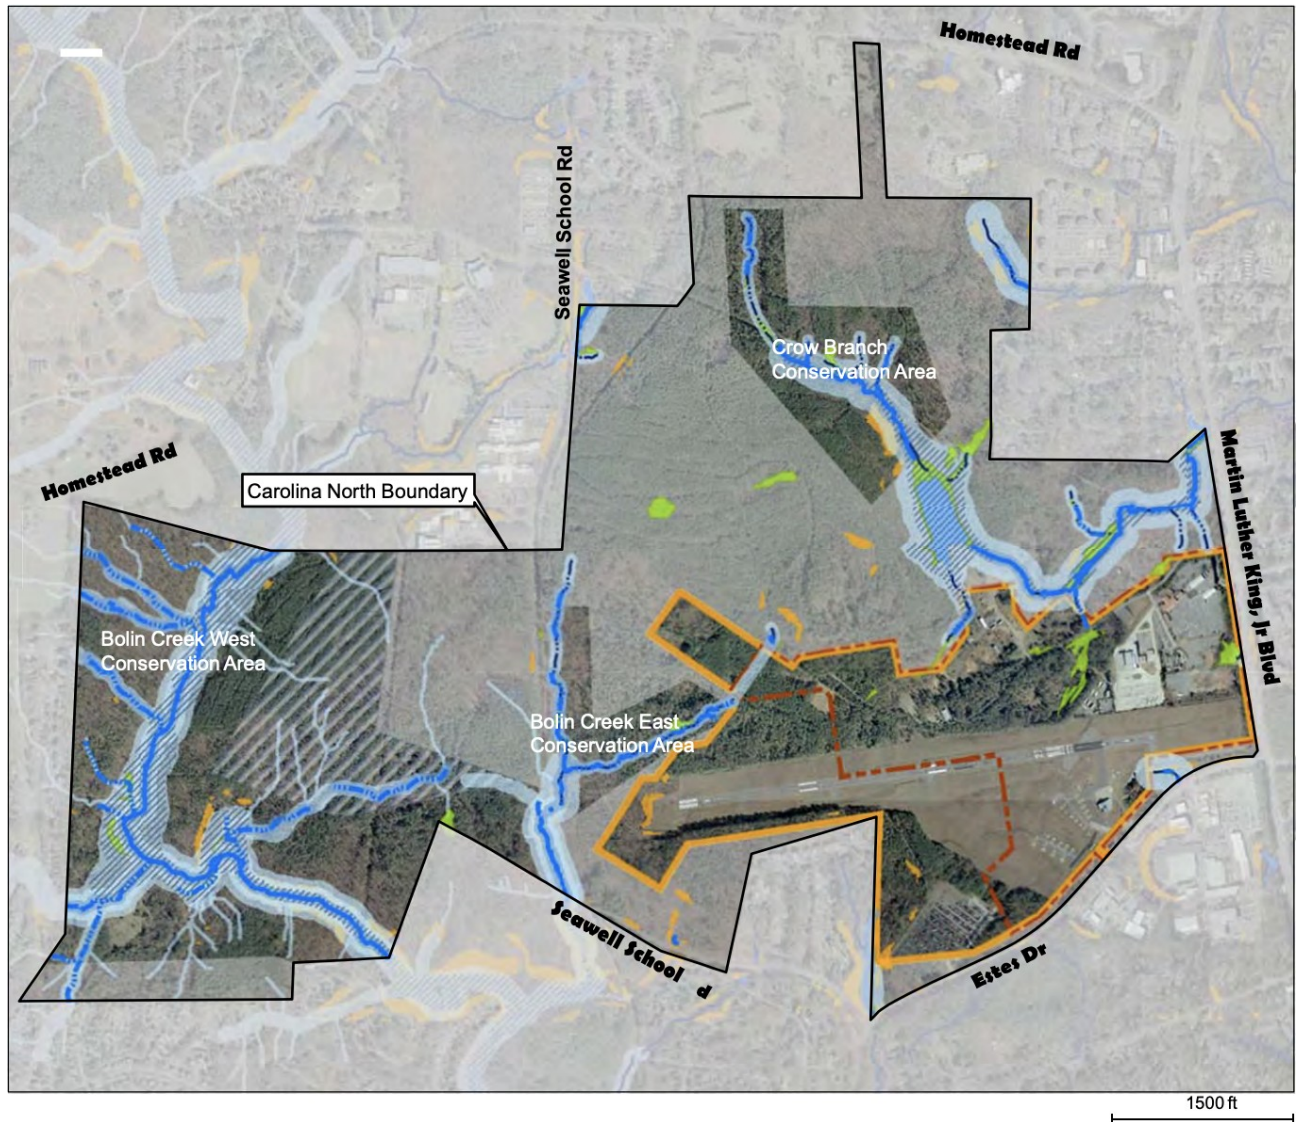 Homestead Rd
Seawell School Rd
Crow Branch
Conservation Area
Homestead Rd
Carolina North Boundary
Martin Luther King, Jr Blvd
Bolin Creek West
Conservation Area
Bolin Creek East
Conservation Area
Seawell School d
Estes Dr
1500 ft